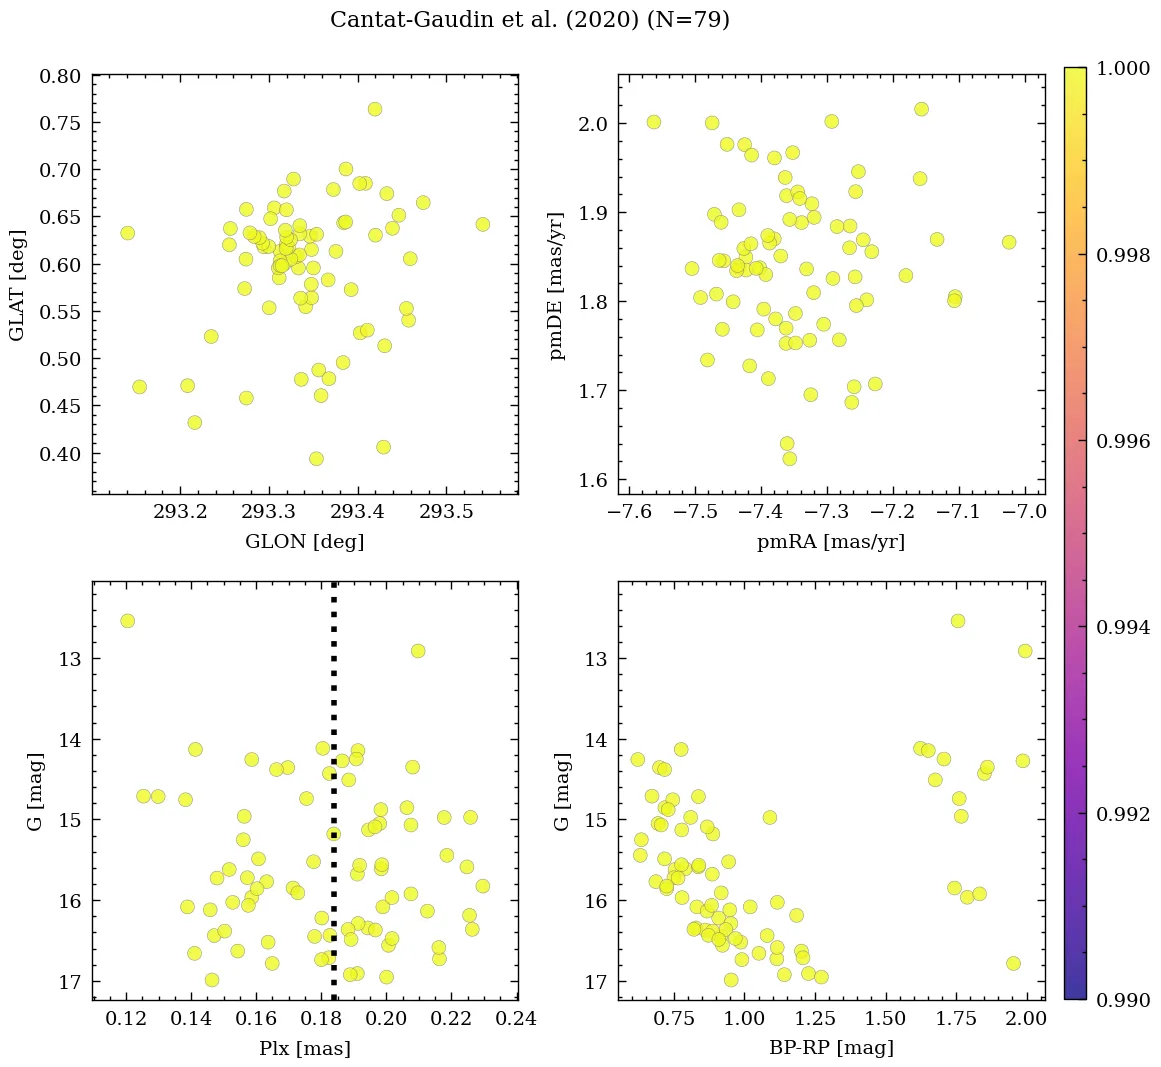 Cantat-Gaudin et al. (2020) (N=79)
0.80
0.75
0.70
0.65
0.60
0.55
0.50
0.45
0.40
GLAT [deg]
293.2 293.3 293.4 293.5
GLON [deg]
2.0
1.9
1.8
1.7
1.6
pmDE [mas/yr]
−7.6 −7.5 −7.4 −7.3 −7.2 −7.1 −7.0
pmRA [mas/yr]
13
14
15
16
17
G [mag]
0.12 0.14 0.16 0.18 0.20 0.22 0.24
Plx [mas]
13
14
15
16
17
G [mag]
0.75 1.00 1.25 1.50 1.75 2.00
BP-RP [mag]
1.000
0.998
0.996
0.994
0.992
0.990